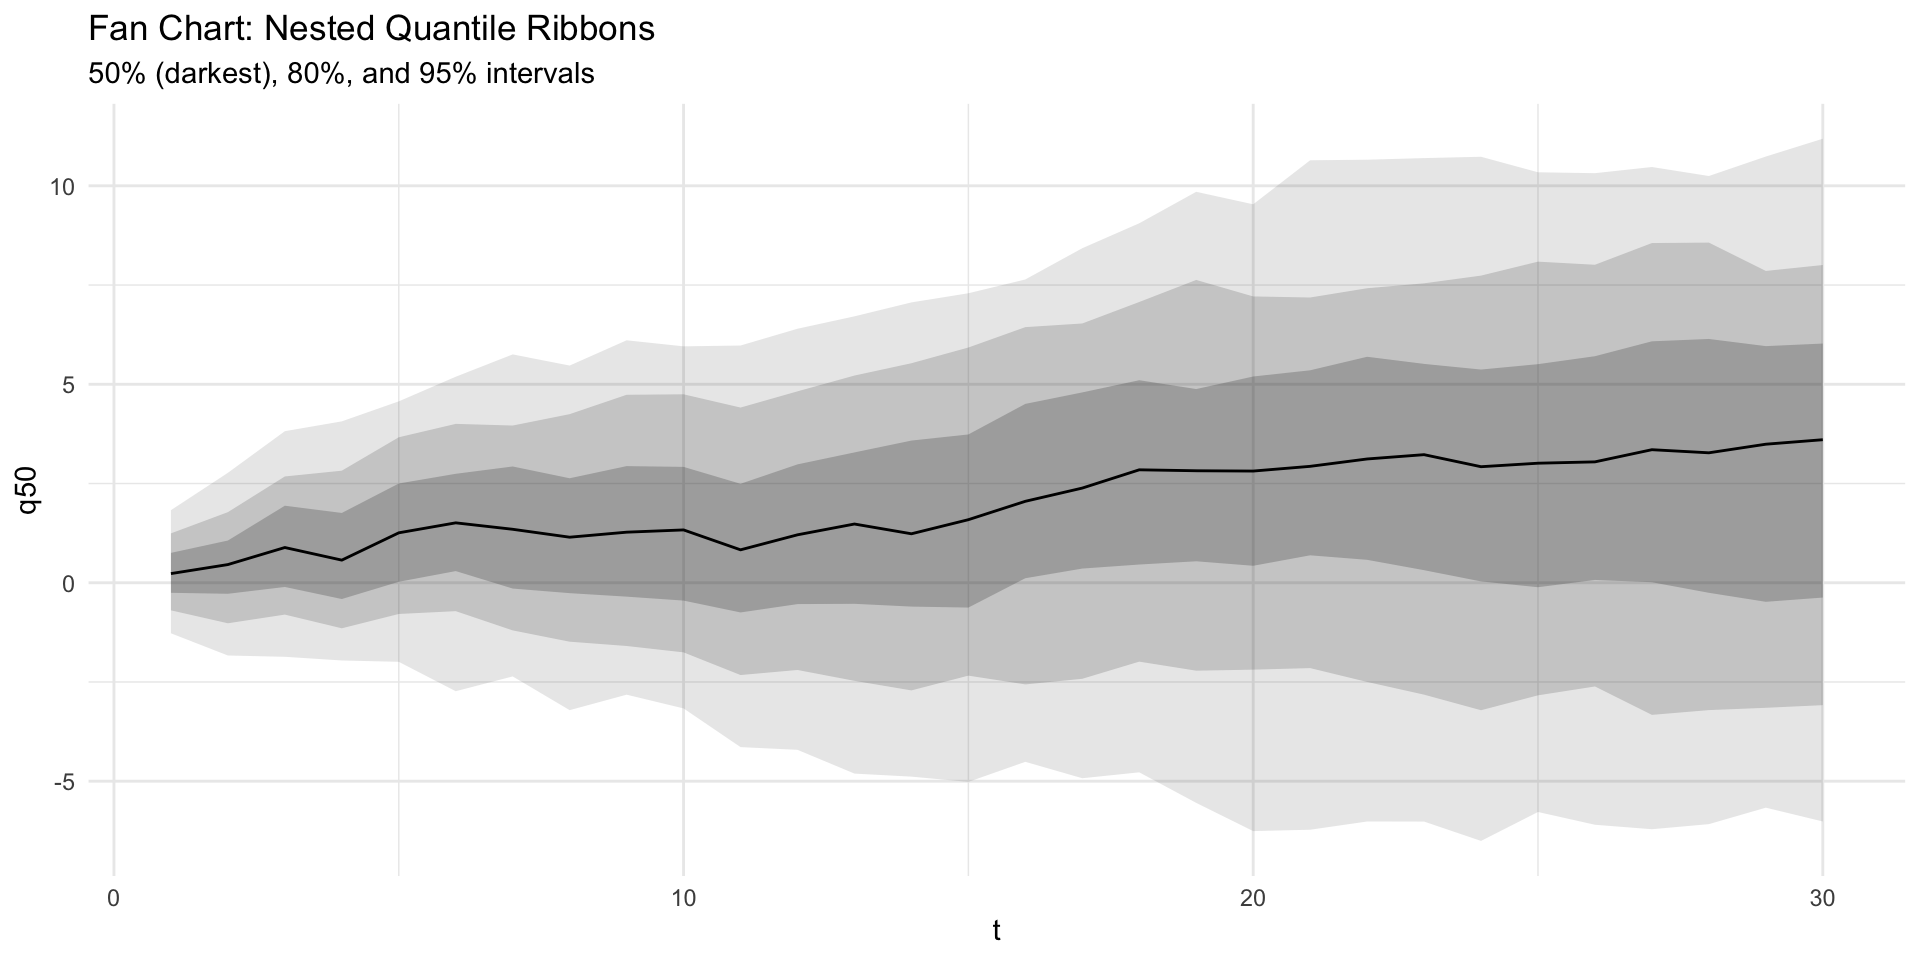 Fan Chart: Nested Quantile Ribbons
50% (darkest), 80%, and 95% intervals
q50
10
5
0
-5
0
10
20
30
t